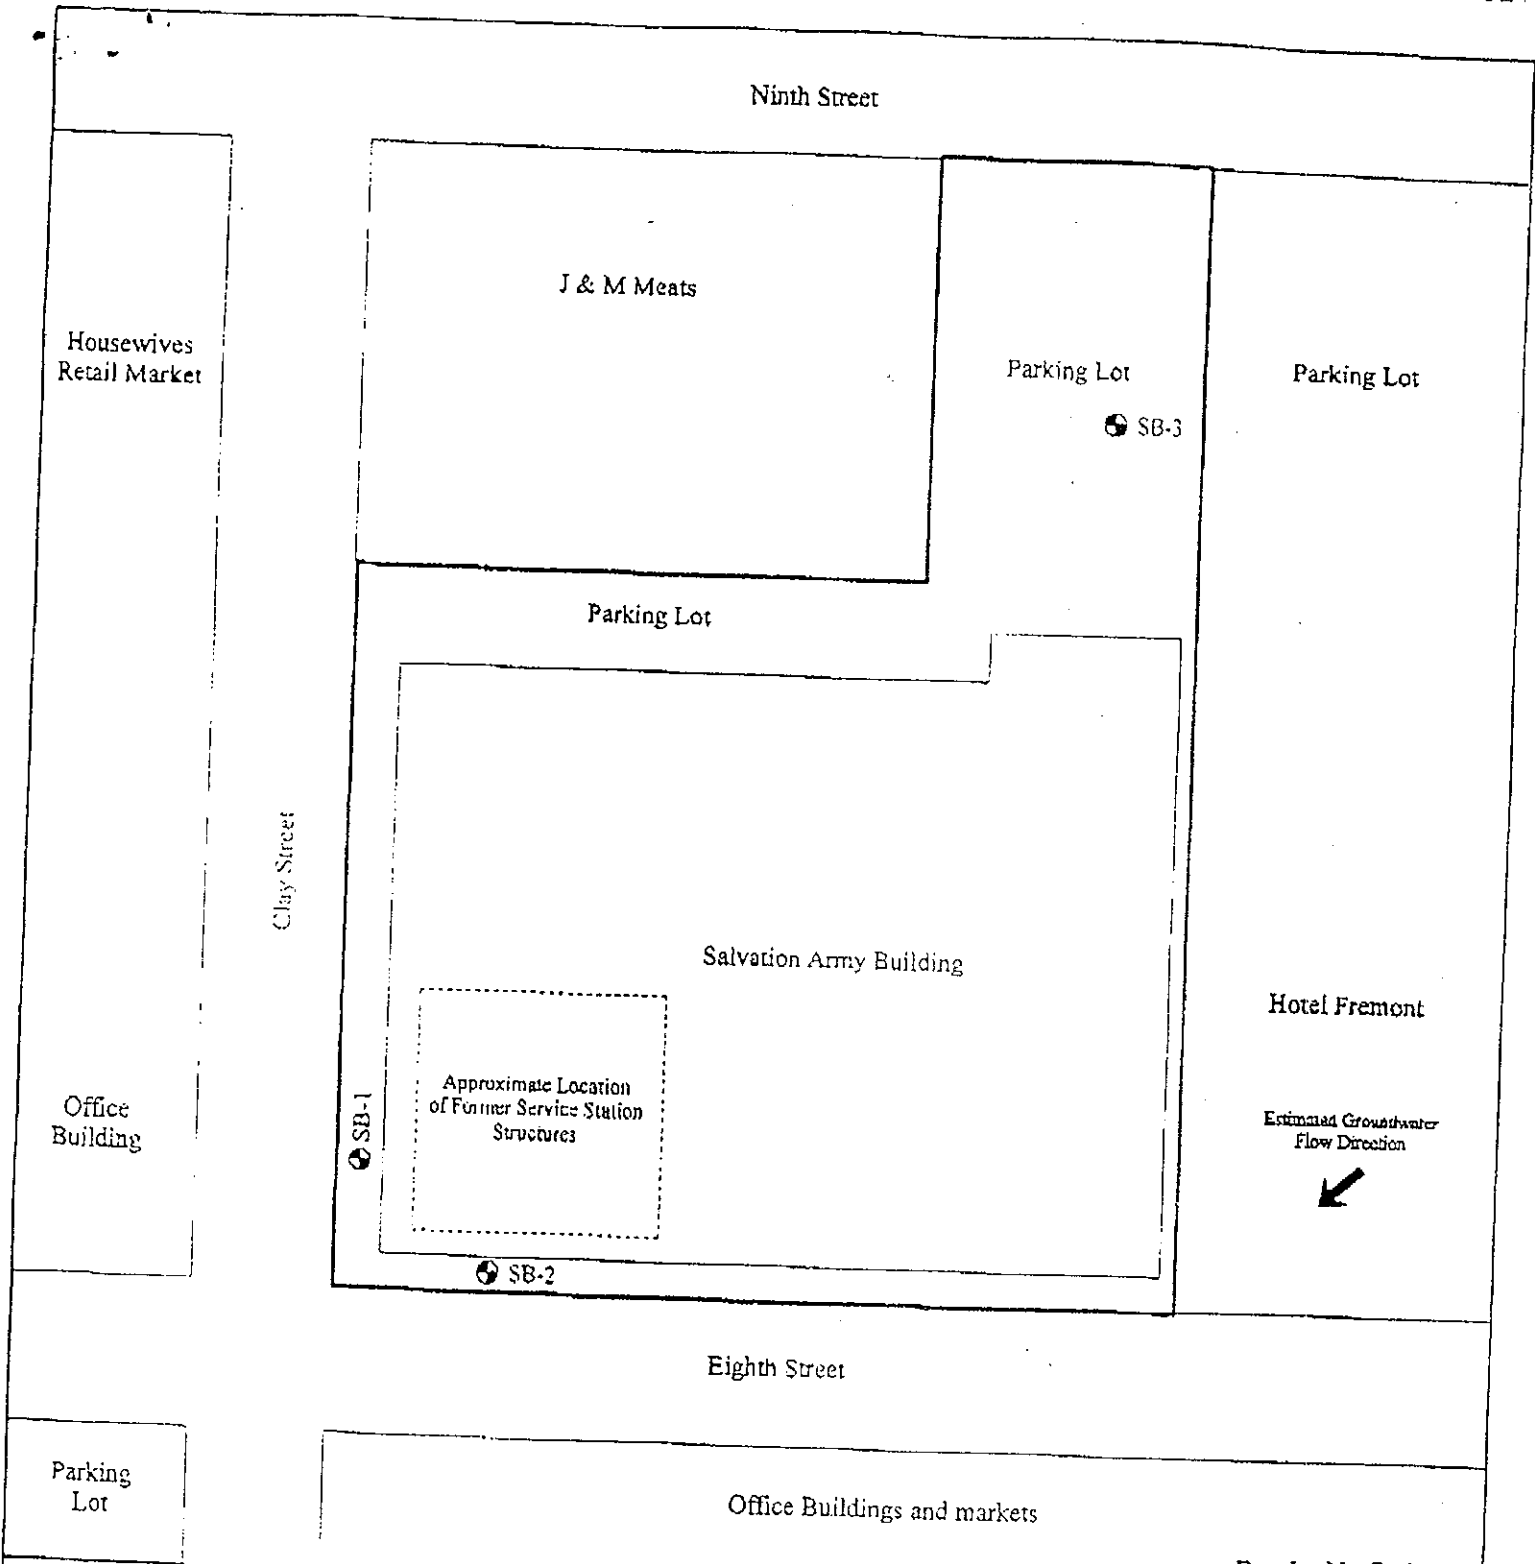 Ninth Street
J & M Meats
Housewives
Retail Market
Parking Lot
Parking Lot
SB-3
Parking Lot
Clay Street
Salvation Army Building
Hotel Fremont
Approximate Location
of Former Service Station
Structures
Office
Building
SB-1
Estimated Groundwater
Flow Direction
SB-2
Eighth Street
Parking
Lot
Office Buildings and markets